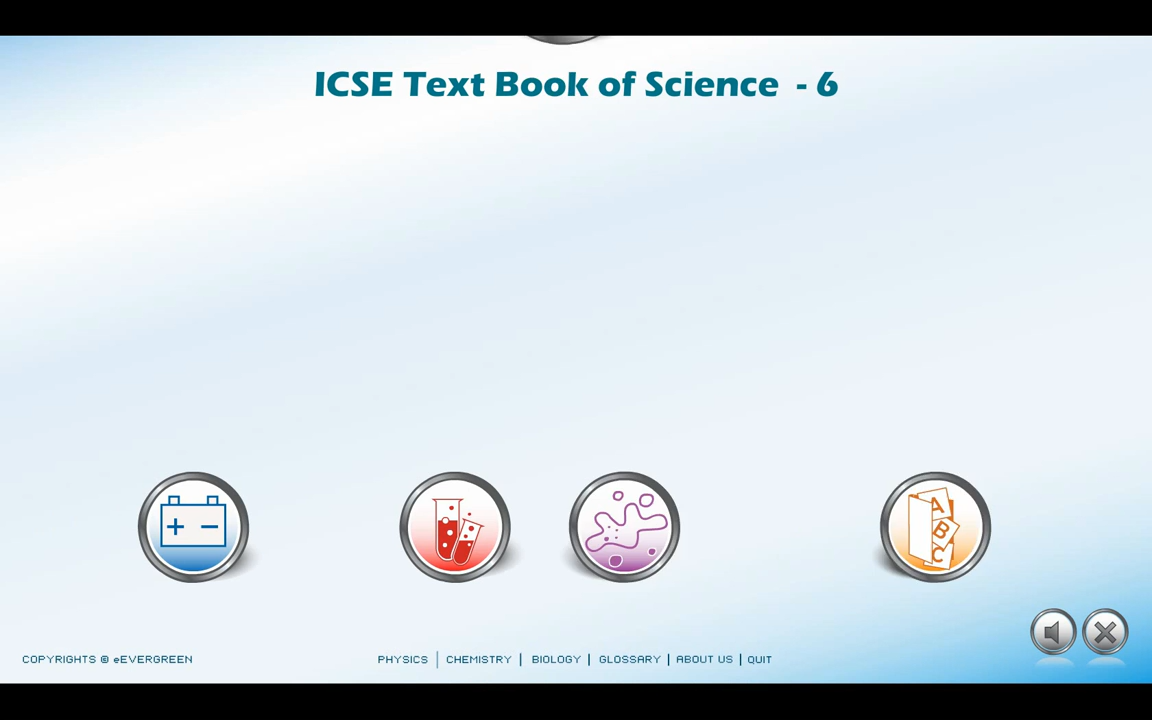 ICSE Text Book of Science - 6
+ -
A
B
C
COPYRIGHTS @ eEVERGREEN
PHYSICS | CHEMISTRY | BIOLOGY | GLOSSARY | ABOUT US | QUIT